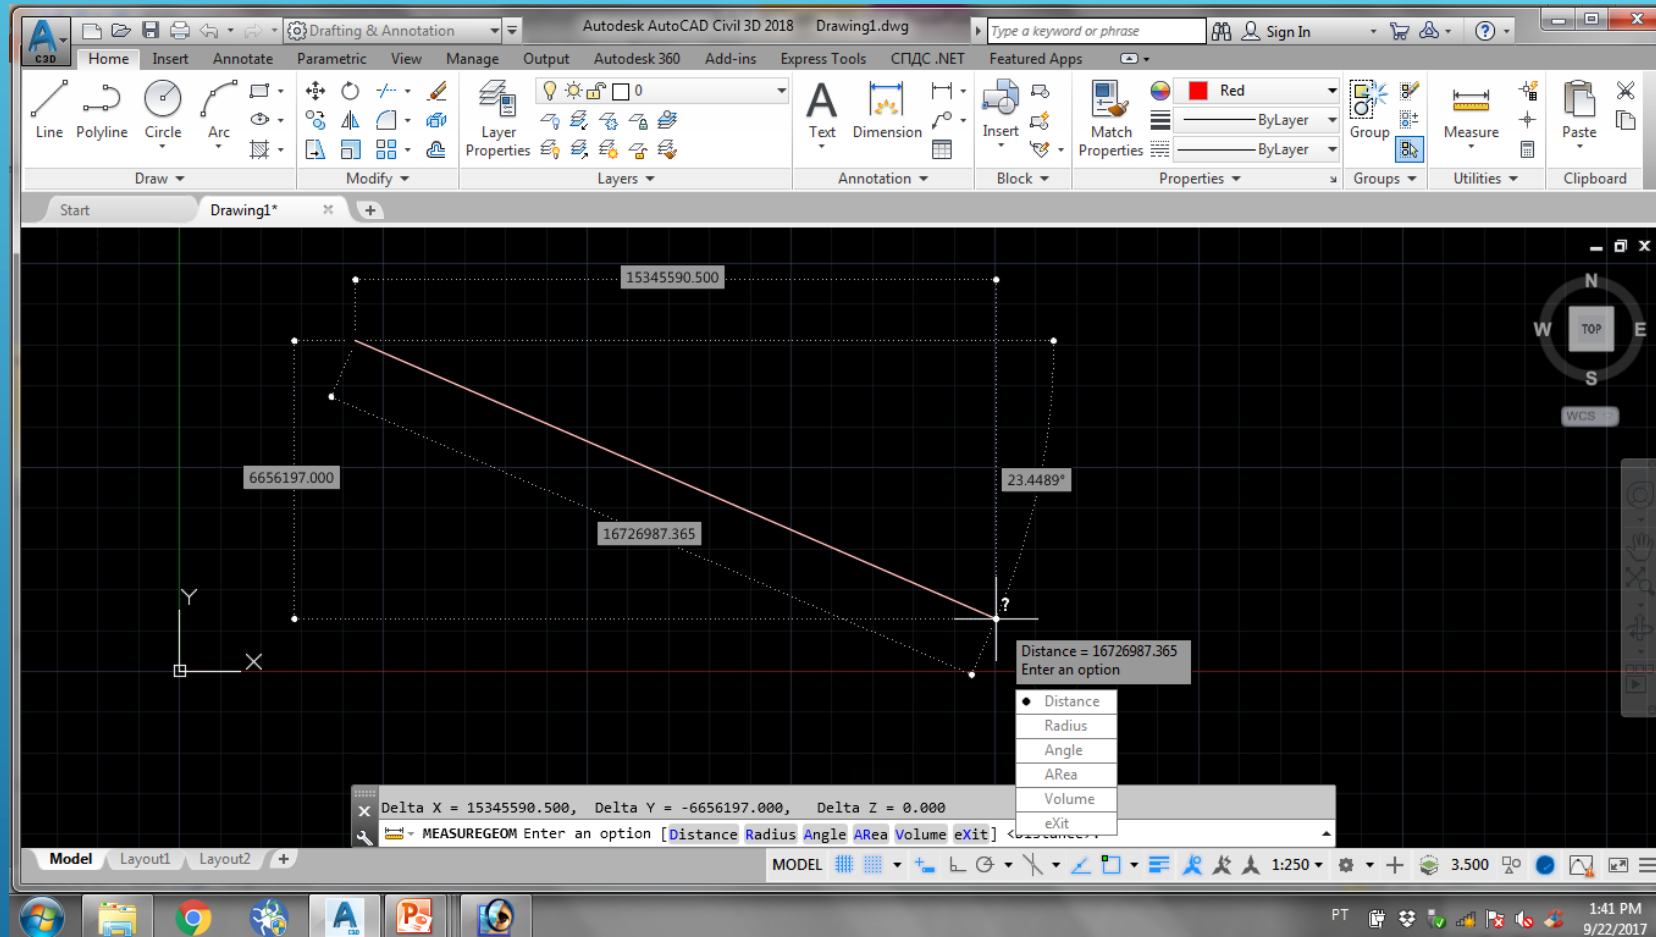 Drafting & Annotation
Autodesk AutoCAD Civil 3D 2018 Drawing1.dwg
Type a keyword or phrase
Sign In
?
A
C3D
Home Insert Annotate Parametric View Manage Output Autodesk 360 Add-ins Express Tools СПДС .NET Featured Apps
0
Red
Line Polyline Circle Arc
Layer
Properties
Text Dimension
Insert
Match
Properties
ByLayer
ByLayer
Group
Measure
Paste
Draw Modify Layers Annotation Block Properties Groups Utilities Clipboard
Start Drawing1*
15345590.500
N
W TOP E
S
WCS
6656197.000
23.4489°
16726987.365
Y
X
?
Distance = 16726987.365
Enter an option
Distance
Radius
Angle
ARea
Volume
eXit
Delta X = 15345590.500, Delta Y = -6656197.000, Delta Z = 0.000
MEASUREGEOM Enter an option [Distance Radius Angle ARea Volume eXit]
Model Layout1 Layout2 +
MODEL
1:250
3.500
PT
1:41 PM
9/22/2017